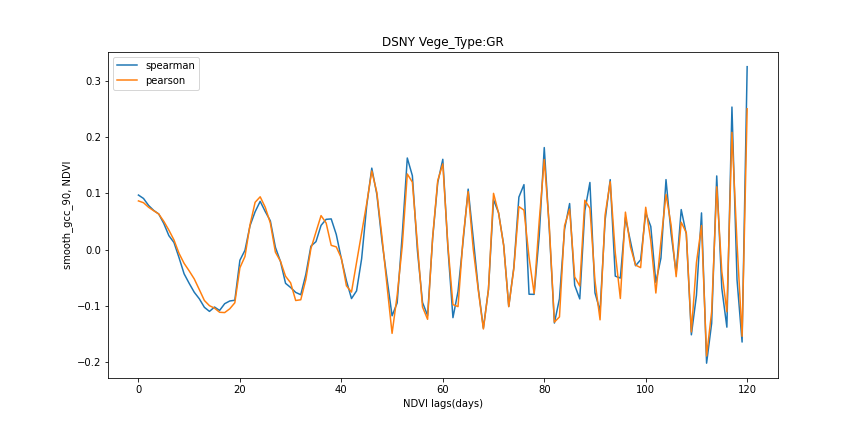 DSNY Vege_Type:GR
spearman
pearson
0.3
0.2
0.1
0.0
−0.1
−0.2
smooth_gcc_90, NDVI
0 20 40 60 80 100 120
NDVI lags(days)